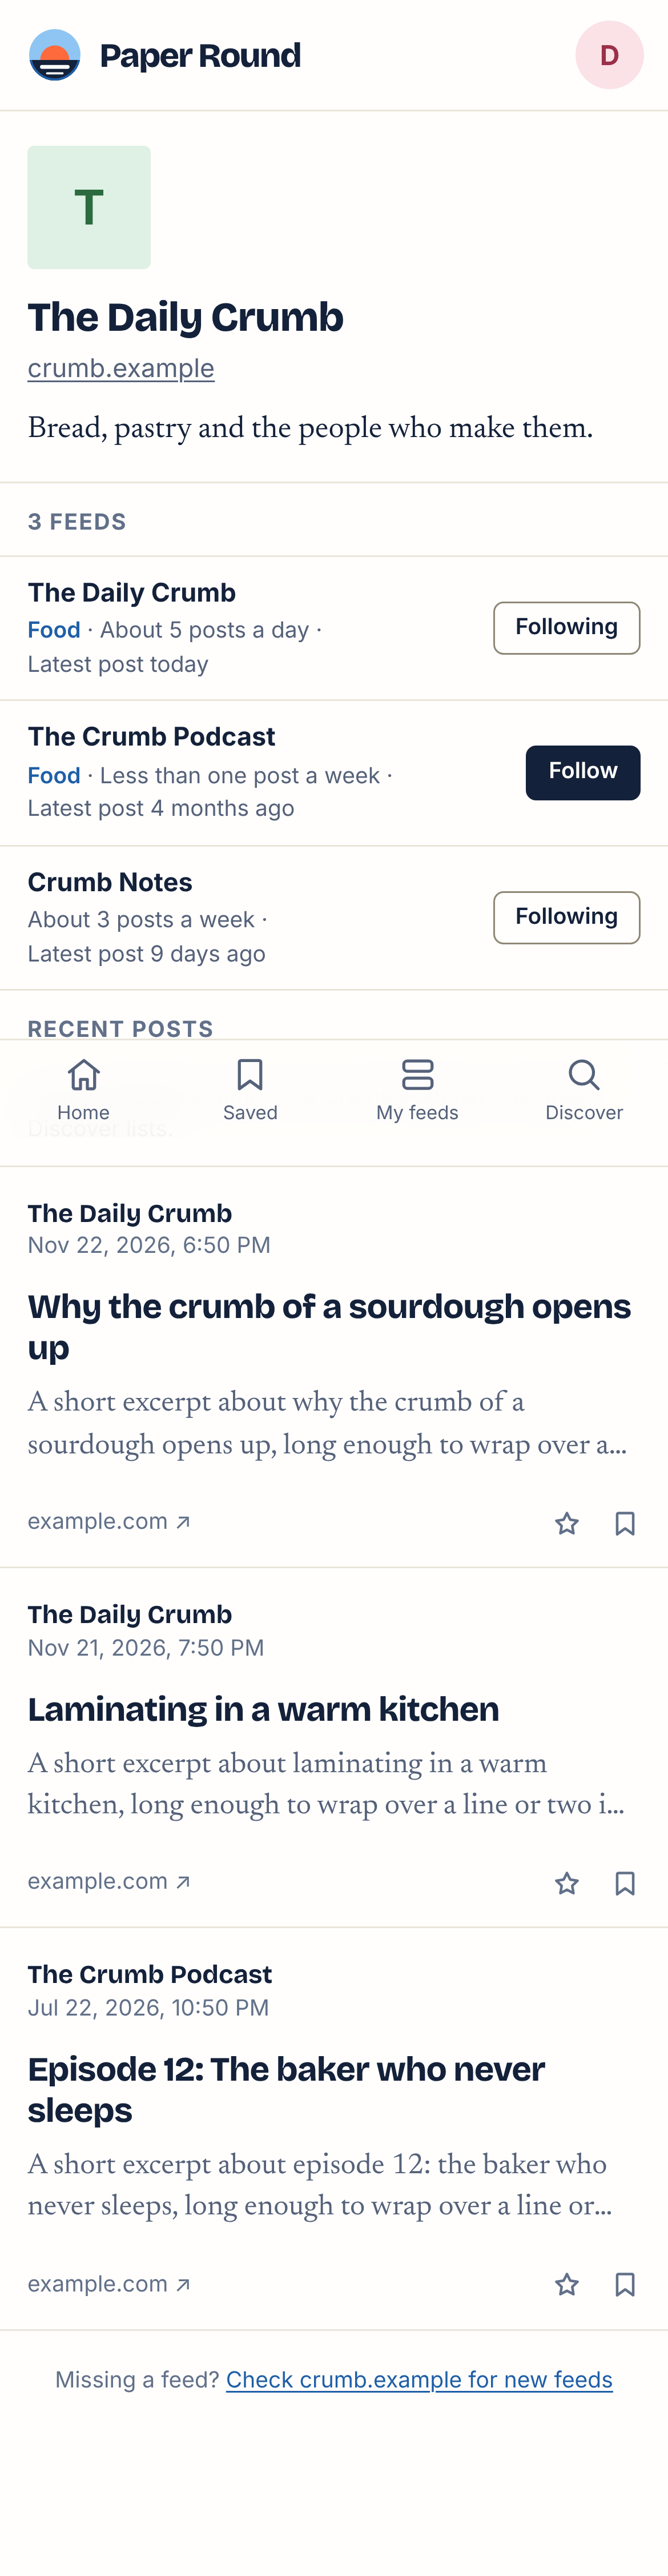 Paper Round
D
T
The Daily Crumb
crumb.example
Bread, pastry and the people who make them.
3 FEEDS
The Daily Crumb
Food · About 5 posts a day ·
Latest post today
Following
The Crumb Podcast
Food · Less than one post a week ·
Latest post 4 months ago
Follow
Crumb Notes
About 3 posts a week ·
Latest post 9 days ago
Following
RECENT POSTS
Home
Saved
My feeds
Discover
Discover lists.
The Daily Crumb
Nov 22, 2026, 6:50 PM
Why the crumb of a sourdough opens
up
A short excerpt about why the crumb of a
sourdough opens up, long enough to wrap over a...
example.com ↗
The Daily Crumb
Nov 21, 2026, 7:50 PM
Laminating in a warm kitchen
A short excerpt about laminating in a warm
kitchen, long enough to wrap over a line or two i...
example.com ↗
The Crumb Podcast
Jul 22, 2026, 10:50 PM
Episode 12: The baker who never
sleeps
A short excerpt about episode 12: the baker who
never sleeps, long enough to wrap over a line or...
example.com ↗
Missing a feed? Check crumb.example for new feeds